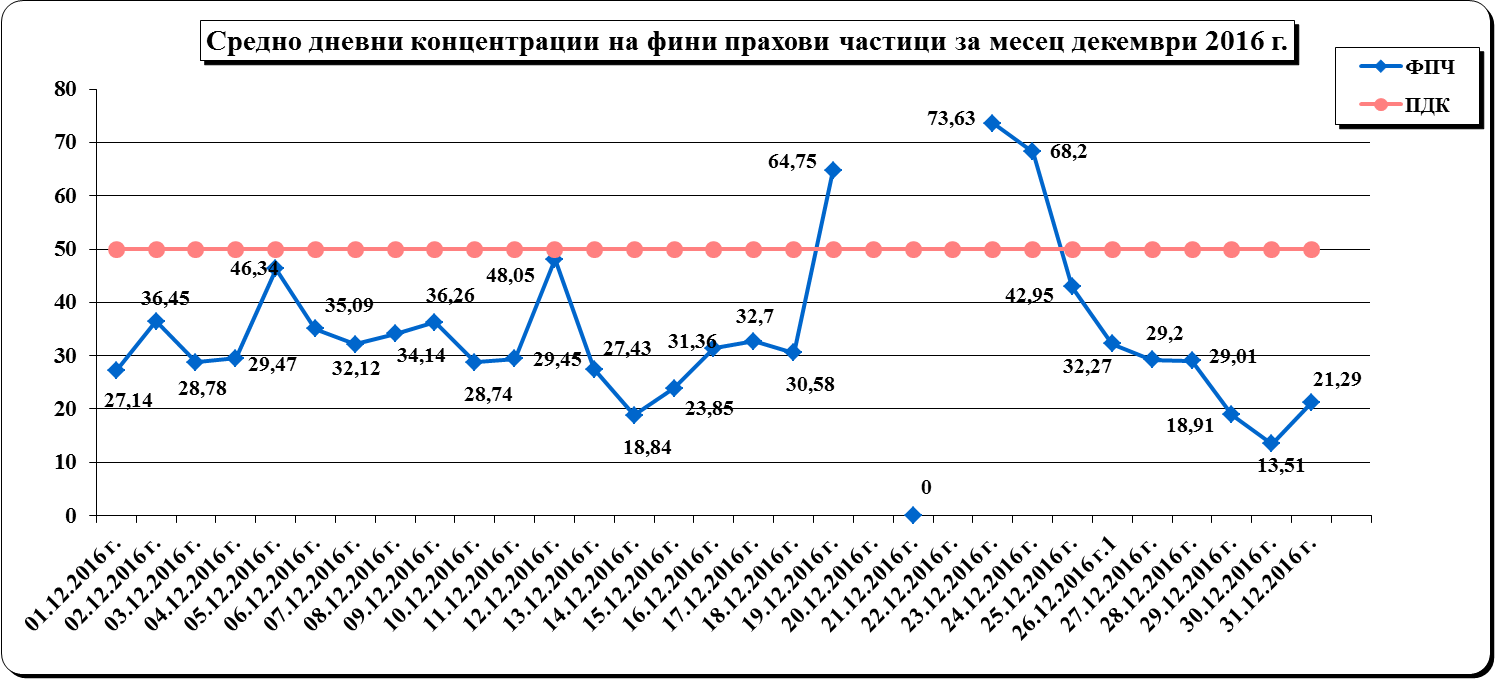 Средно дневни концентрации на фини прахови частици за месец декември 2016 г.
ФПЧ
ПДК
80
70
60
50
40
30
20
10
0
27,14
36,45
28,78
29,47
46,34
35,09
32,12
34,14
36,26
28,74
29,45
48,05
27,43
18,84
23,85
31,36
32,7
30,58
64,75
0
73,63
68,2
42,95
32,27
29,2
29,01
18,91
13,51
21,29
01.12.2016 г.
02.12.2016 г.
03.12.2016 г.
04.12.2016 г.
05.12.2016 г.
06.12.2016 г.
07.12.2016 г.
08.12.2016 г.
09.12.2016 г.
10.12.2016 г.
11.12.2016 г.
12.12.2016 г.
13.12.2016 г.
14.12.2016 г.
15.12.2016 г.
16.12.2016 г.
17.12.2016 г.
18.12.2016 г.
19.12.2016 г.
20.12.2016 г.
21.12.2016 г.
22.12.2016 г.
23.12.2016 г.
24.12.2016 г.
25.12.2016 г.
26.12.2016 г.1
27.12.2016 г.
28.12.2016 г.
29.12.2016 г.
30.12.2016 г.
31.12.2016 г.